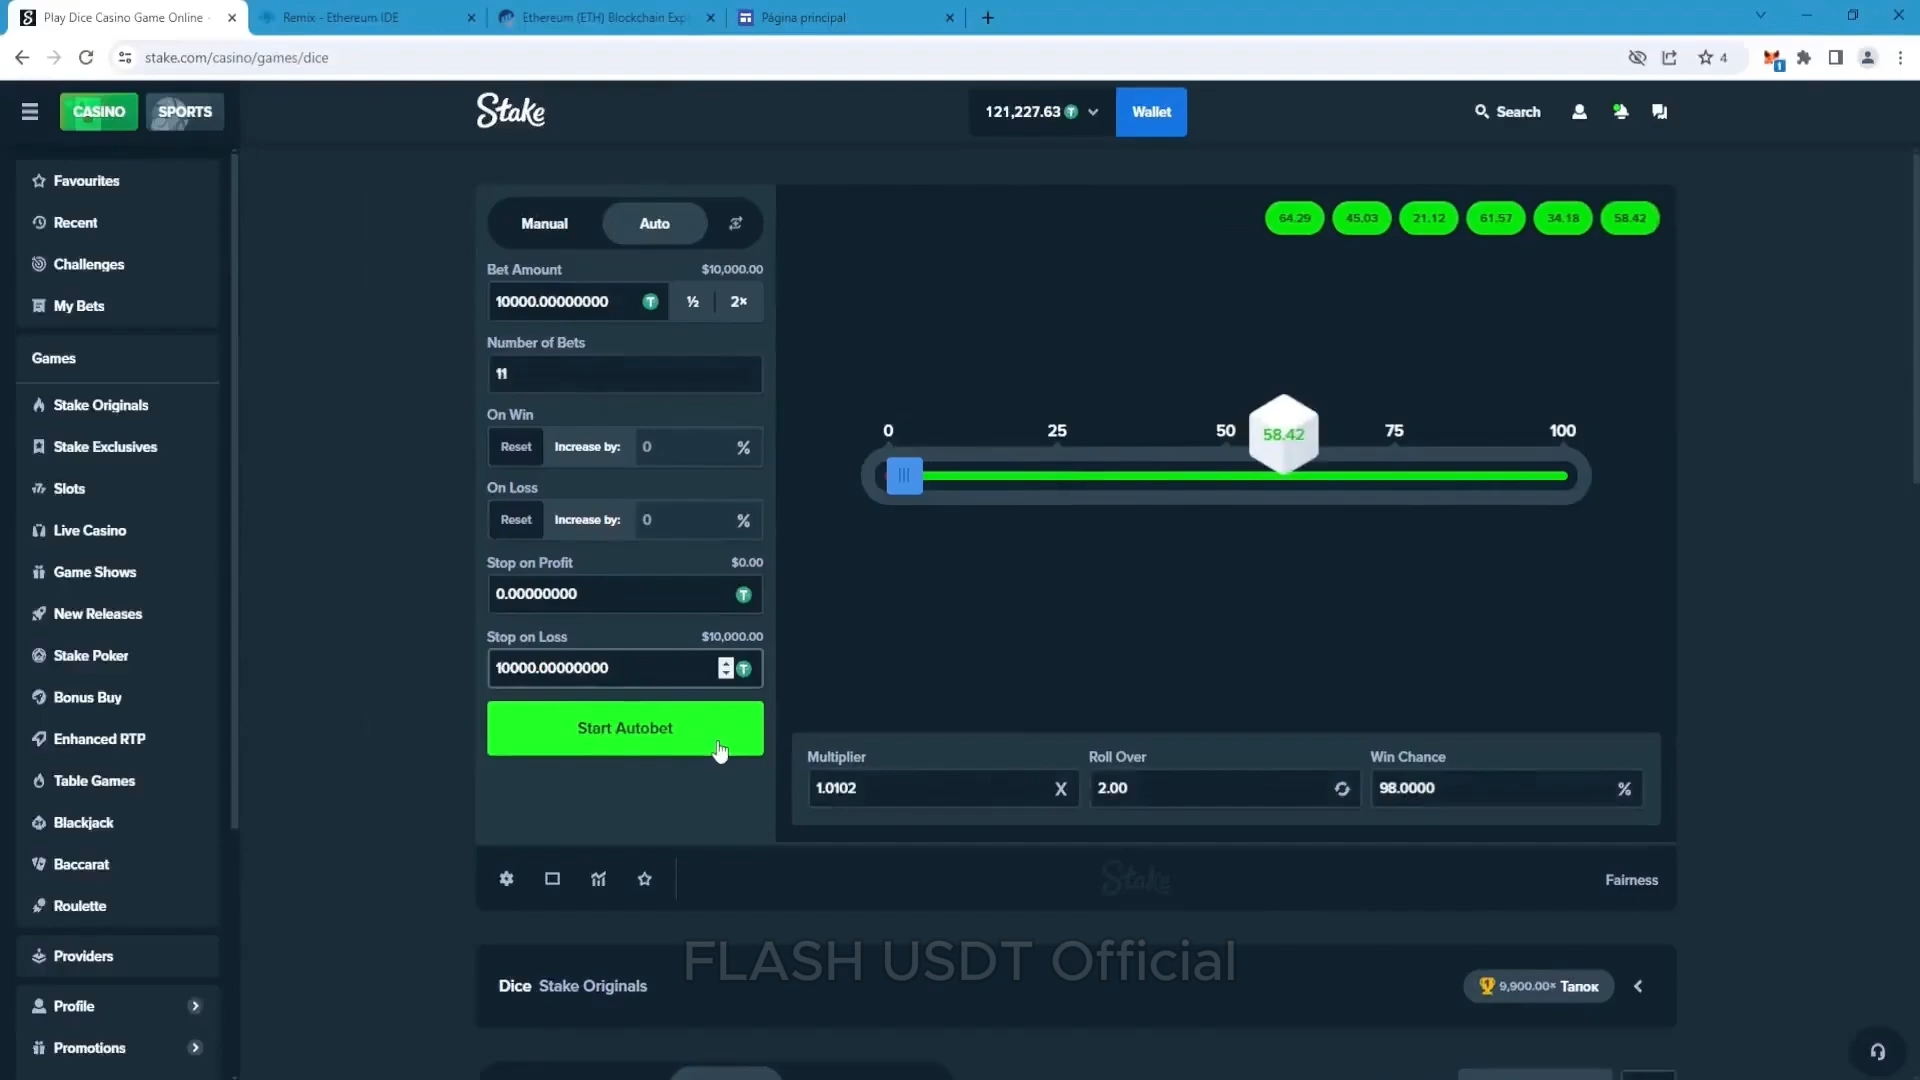 Play Dice Casino Game Online -
Remix - Ethereum IDE
Ethereum (ETH) Blockchain Exp
Página principal
stake.com/casino/games/dice
4
1
CASINO
SPORTS
Stake
121,227.63
Wallet
Search
Favourites
Recent
Challenges
My Bets
Games
Stake Originals
Stake Exclusives
Slots
Live Casino
Game Shows
New Releases
Stake Poker
Bonus Buy
Enhanced RTP
Table Games
Blackjack
Baccarat
Roulette
Providers
Profile
Promotions
Manual
Auto
Bet Amount
$10,000.00
10000.00000000
½
2×
Number of Bets
11
On Win
Reset
Increase by:
0
%
On Loss
Reset
Increase by:
0
%
Stop on Profit
$0.00
0.00000000
Stop on Loss
$10,000.00
10000.00000000
Start Autobet
64.29
45.03
21.12
61.57
34.18
58.42
0
25
50
75
100
58.42
Multiplier
1.0102
X
Roll Over
2.00
Win Chance
98.0000
%
Stake
Fairness
FLASH USDT Official
Dice
Stake Originals
9,900.00×
Тапок